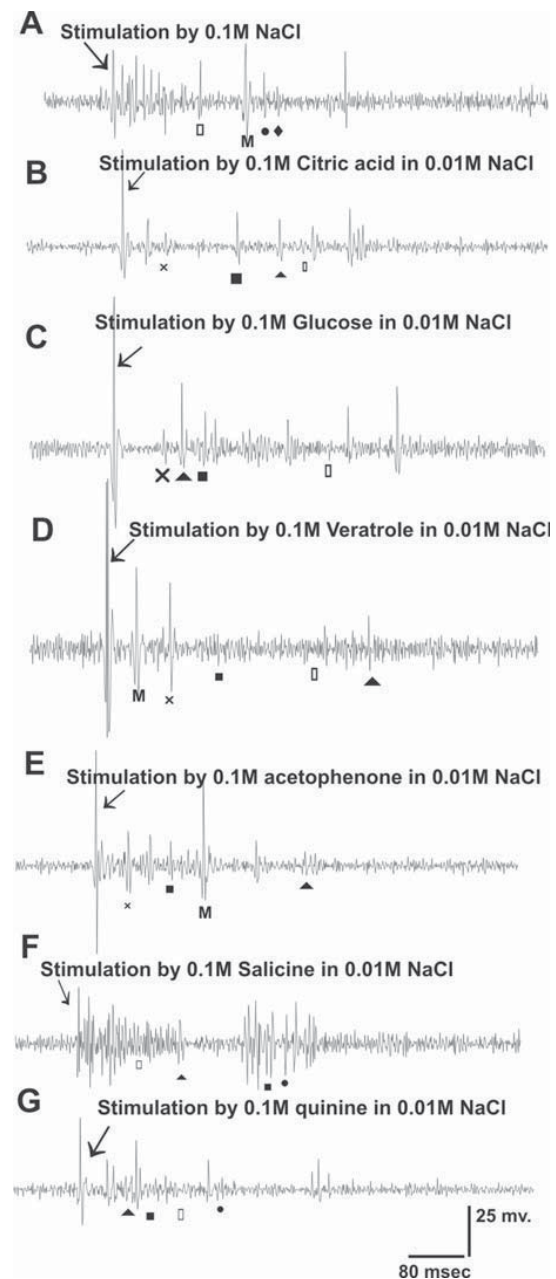 A
Stimulation by 0.1M NaCl
M
B
Stimulation by 0.1M Citric acid in 0.01M NaCl
Stimulation by 0.1M Glucose in 0.01M NaCl
C
D
Stimulation by 0.1M Veratrole in 0.01M NaCl
M
E
Stimulation by 0.1M acetophenone in 0.01M NaCl
M
F
Stimulation by 0.1M Salicine in 0.01M NaCl
G
Stimulation by 0.1M quinine in 0.01M NaCl
25 mv.
80 msec